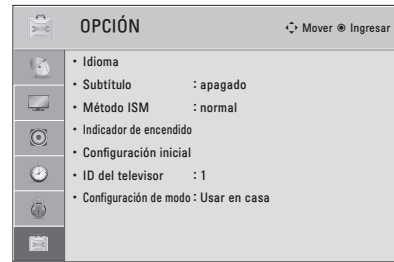 OPCIÓN
Mover Ingresar
• Idioma
• Subtítulo : apagado
• Método ISM : normal
• Indicador de encendido
• Configuración inicial
• ID del televisor : 1
• Configuración de modo : Usar en casa